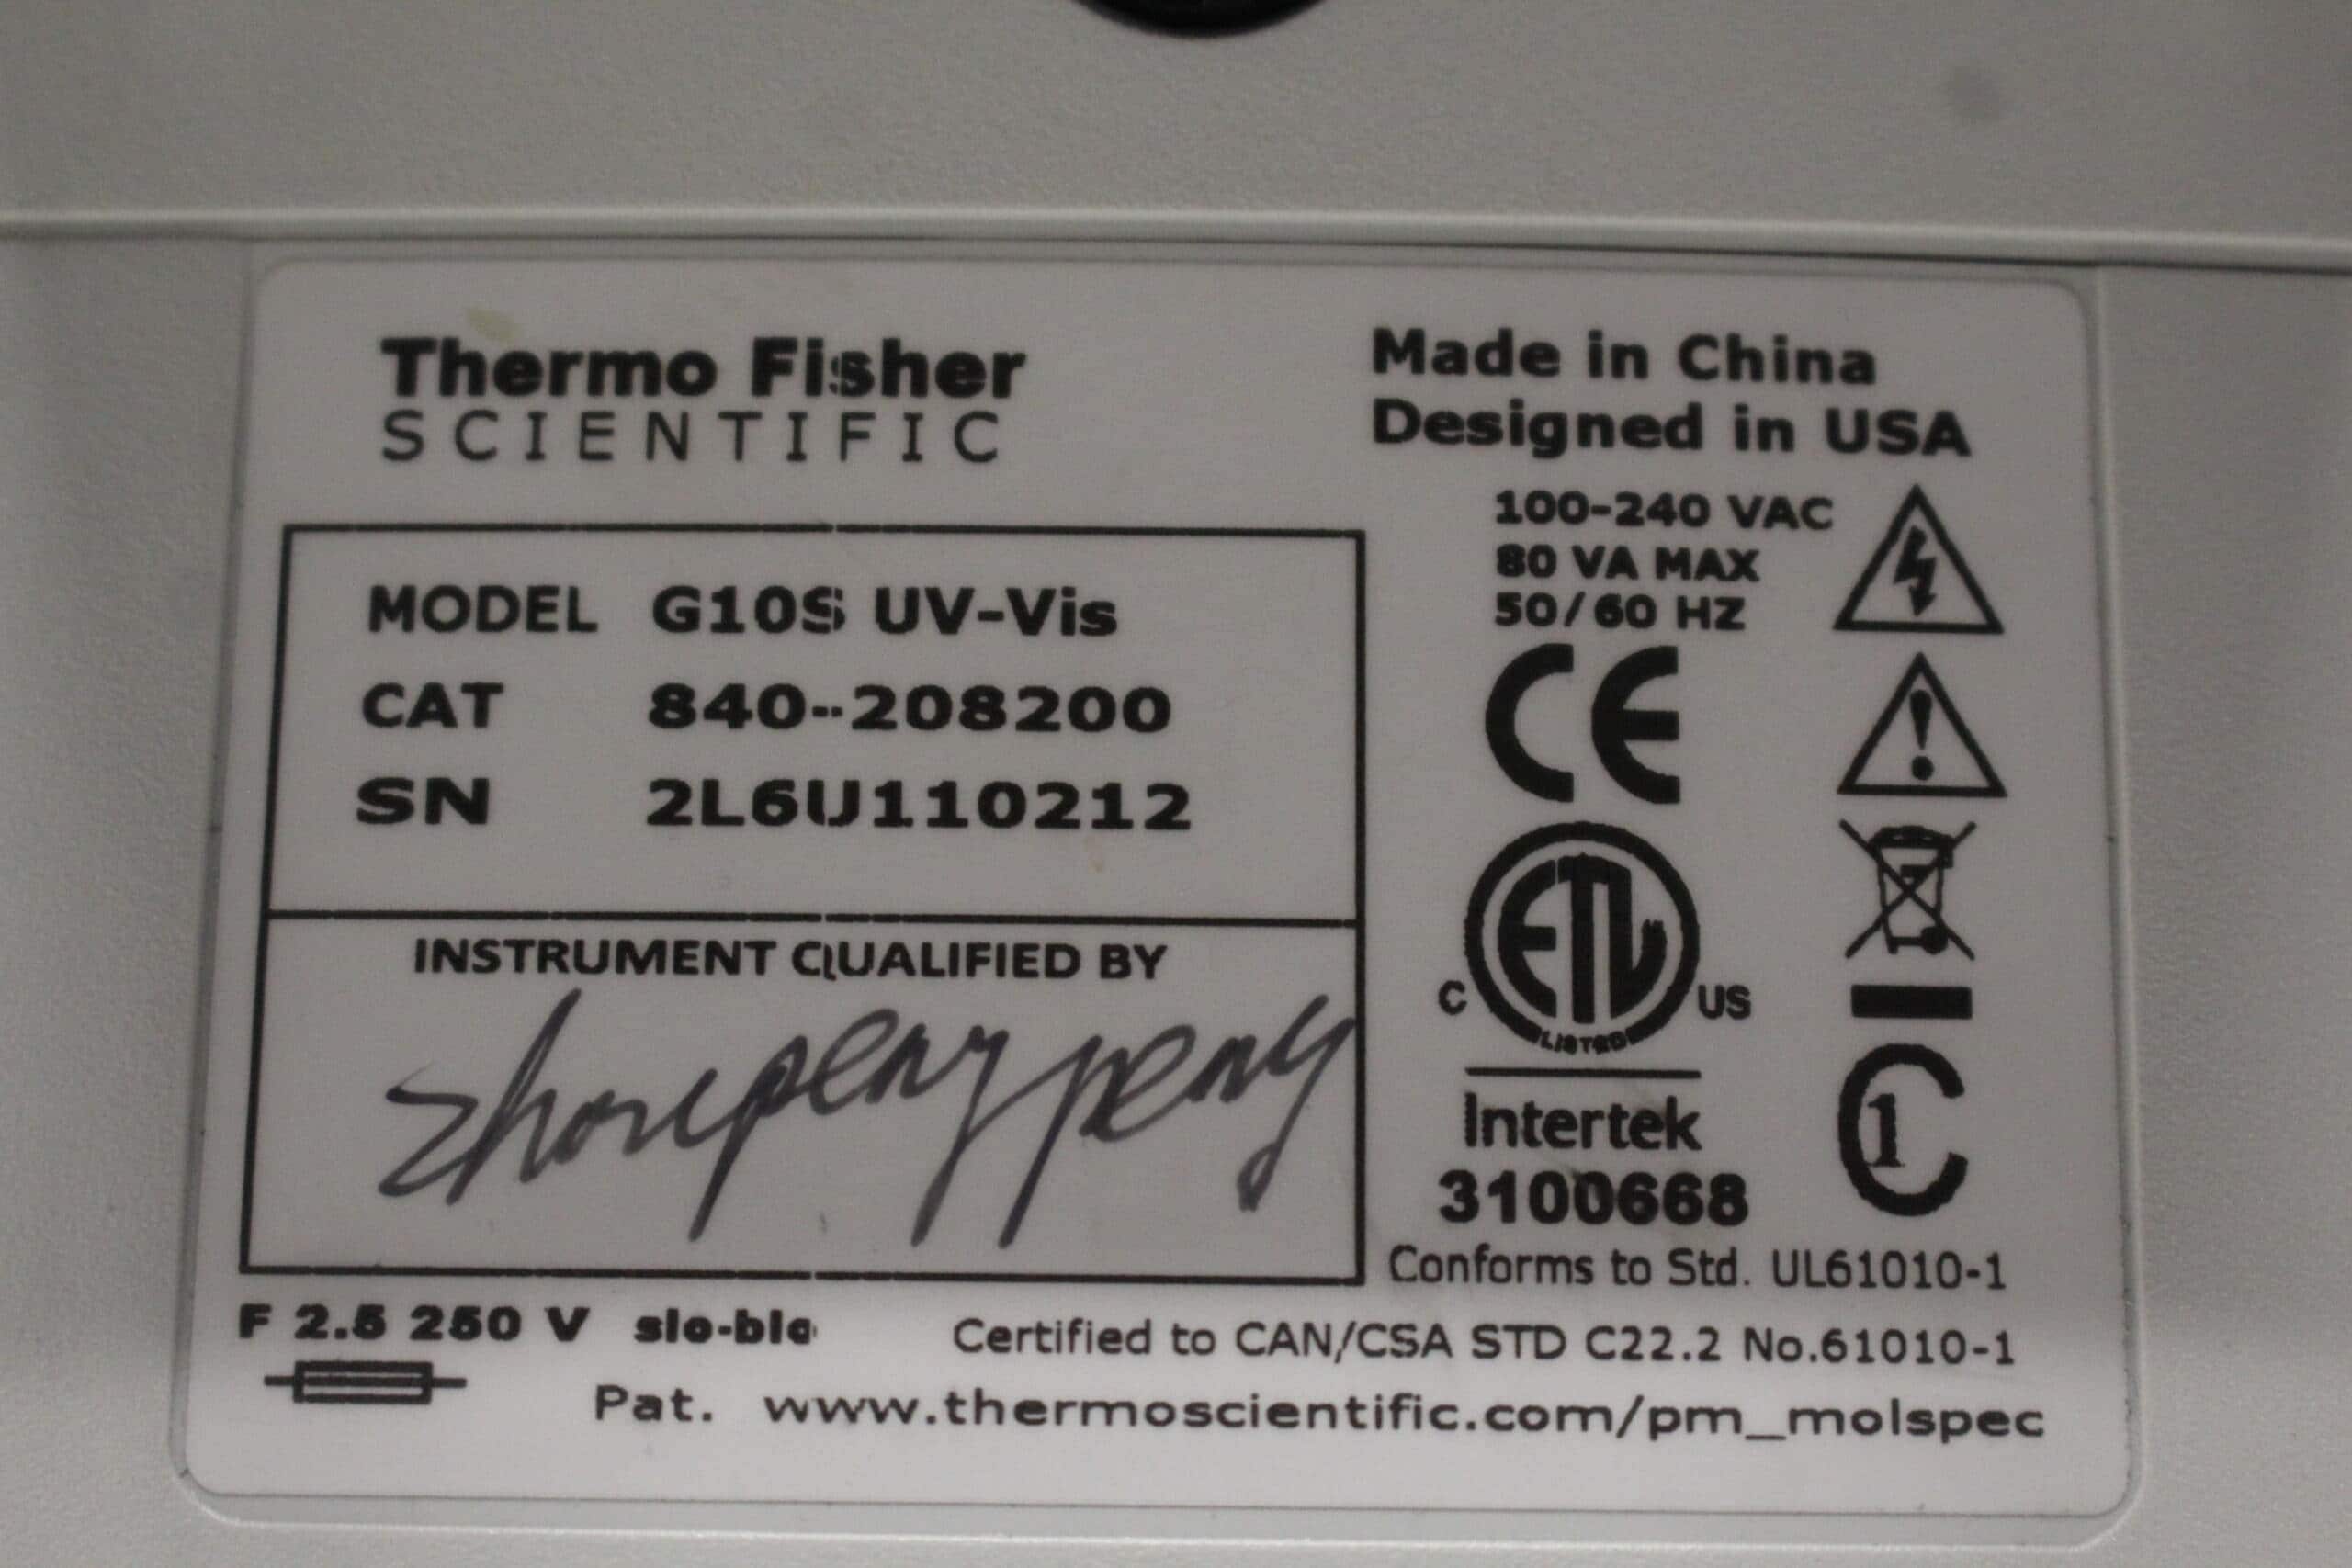 Thermo Fisher
SCIENTIFIC
Made in China
Designed in USA
100-240 VAC
80 VA MAX
50/60 HZ
MODEL G10S UV-Vis
CAT 840-208200
SN 2L6U110212
INSTRUMENT QUALIFIED BY
CE
ETL
C US
LISTED
Intertek
3100668
C1
Conforms to Std. UL61010-1
F 2.5 250 V slo-blo
Certified to CAN/CSA STD C22.2 No.61010-1
Pat. www.thermoscientific.com/pm_molspec